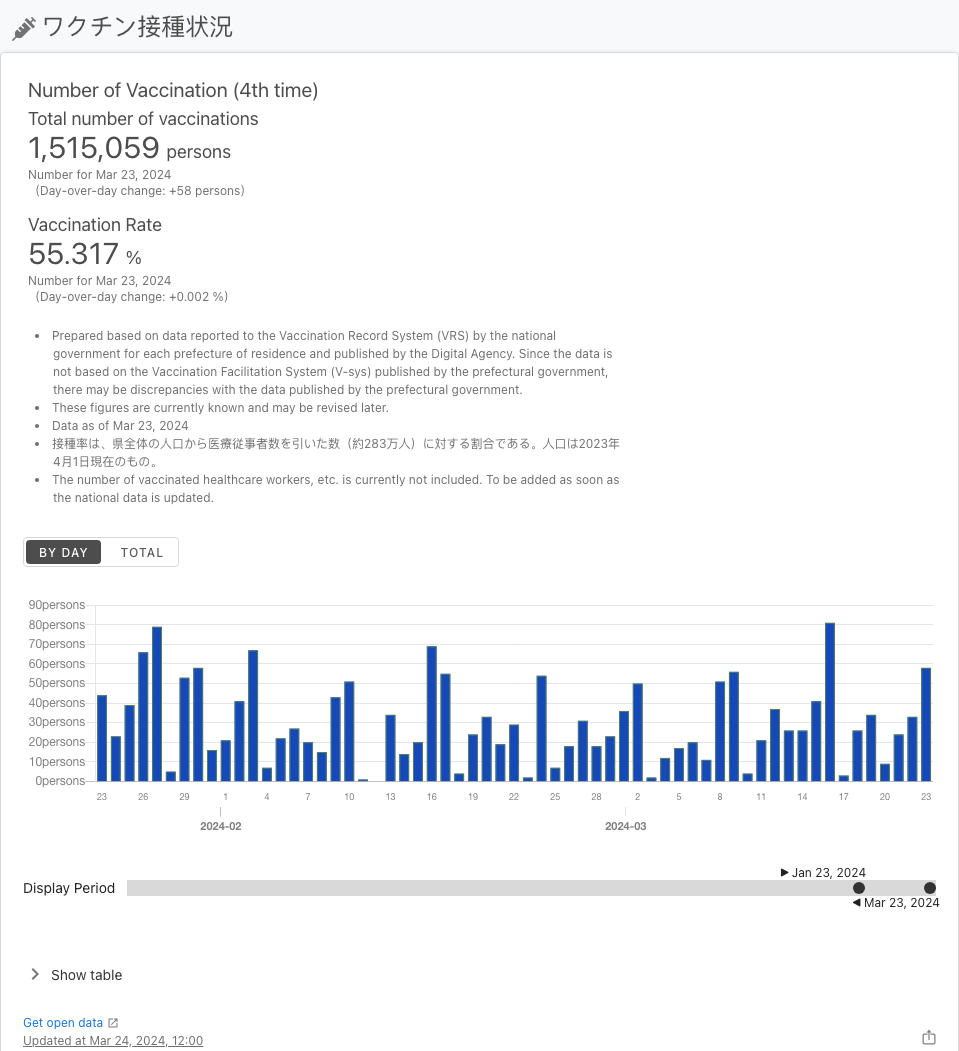 ワクチン接種状況
Number of Vaccination (4th time)
Total number of vaccinations
1,515,059 persons
Number for Mar 23, 2024
(Day-over-day change: +58 persons)
Vaccination Rate
55.317 %
Number for Mar 23, 2024
(Day-over-day change: +0.002 %)
• Prepared based on data reported to the Vaccination Record System (VRS) by the national
government for each prefecture of residence and published by the Digital Agency. Since the data is
not based on the Vaccination Facilitation System (V-sys) published by the prefectural government,
there may be discrepancies with the data published by the prefectural government.
• These figures are currently known and may be revised later.
• Data as of Mar 23, 2024
• 接種率は、県全体の人口から医療従事者数を引いた数（約283万人）に対する割合である。人口は2023年
4月1日現在のもの。
• The number of vaccinated healthcare workers, etc. is currently not included. To be added as soon as
the national data is updated.
BY DAY TOTAL
90persons
80persons
70persons
60persons
50persons
40persons
30persons
20persons
10persons
0persons
23 26 29 1 4 7 10 13 16 19 22 25 28 2 5 8 11 14 17 20 23
2024-02 2024-03
Jan 23, 2024
Display Period
Mar 23, 2024
Show table
Get open data
Updated at Mar 24, 2024, 12:00